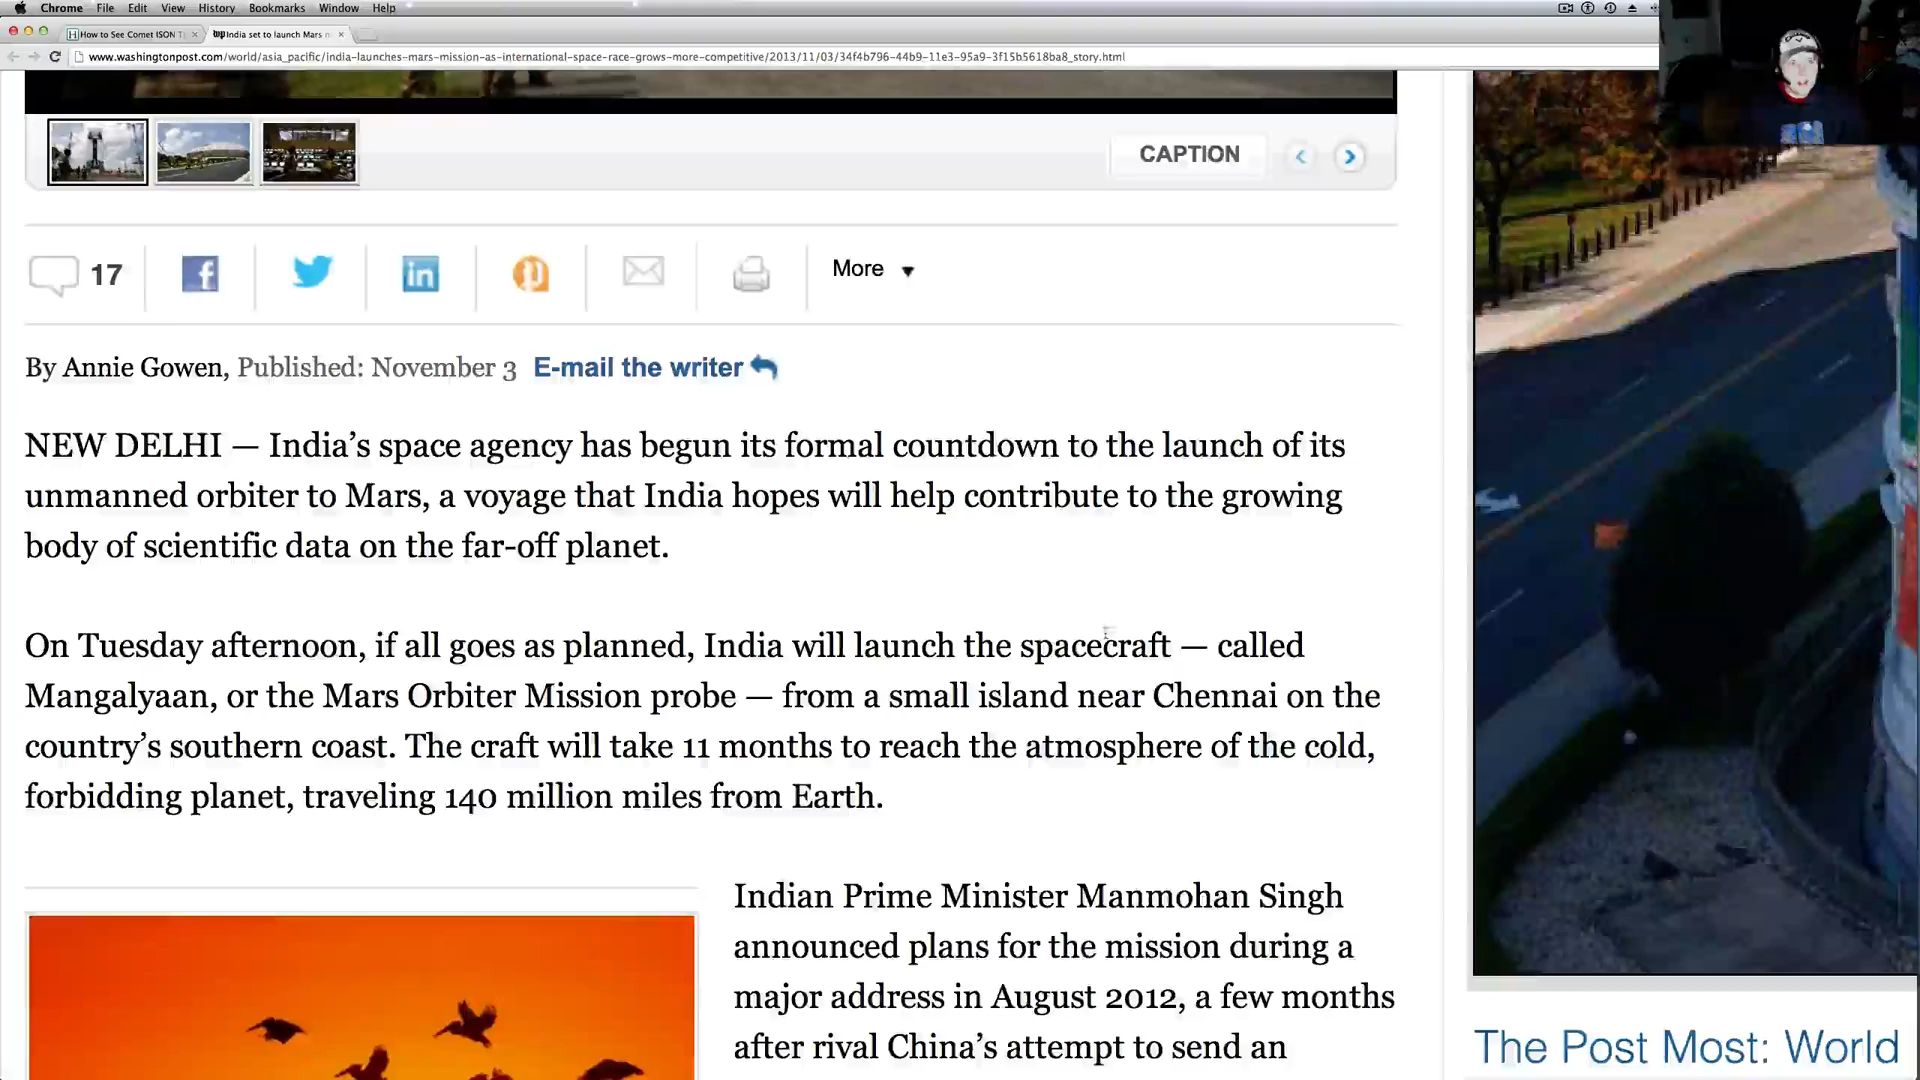 Chrome File Edit View History Bookmarks Window Help
How to See Comet ISON T
India set to launch Mars m
www.washingtonpost.com/world/asia_pacific/india-launches-mars-mission-as-international-space-race-grows-more-competitive/2013/11/03/34f4b796-44b9-11e3-95a9-3f15b5618ba8_story.html
CAPTION
17
More
By Annie Gowen, Published: November 3 E-mail the writer
NEW DELHI — India’s space agency has begun its formal countdown to the launch of its
unmanned orbiter to Mars, a voyage that India hopes will help contribute to the growing
body of scientific data on the far-off planet.
On Tuesday afternoon, if all goes as planned, India will launch the spacecraft — called
Mangalyaan, or the Mars Orbiter Mission probe — from a small island near Chennai on the
country’s southern coast. The craft will take 11 months to reach the atmosphere of the cold,
forbidding planet, traveling 140 million miles from Earth.
Indian Prime Minister Manmohan Singh
announced plans for the mission during a
major address in August 2012, a few months
after rival China’s attempt to send an
The Post Most: World